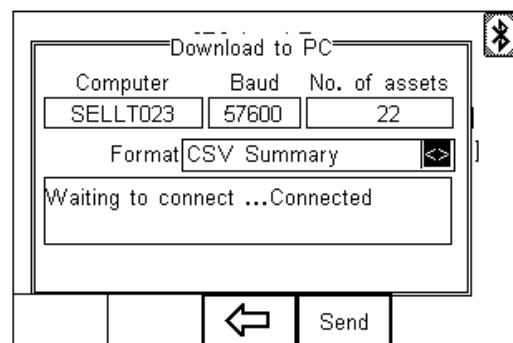 Download to PC
Computer Baud No. of assets
SELLT023 57600 22
Format CSV Summary <>
Waiting to connect ...Connected
Send